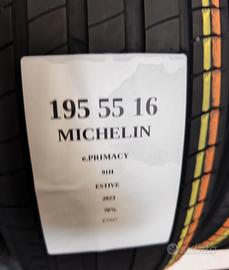 195 55 16
MICHELIN
e.PRIMACY
91H
ESTIVE
2023
70%